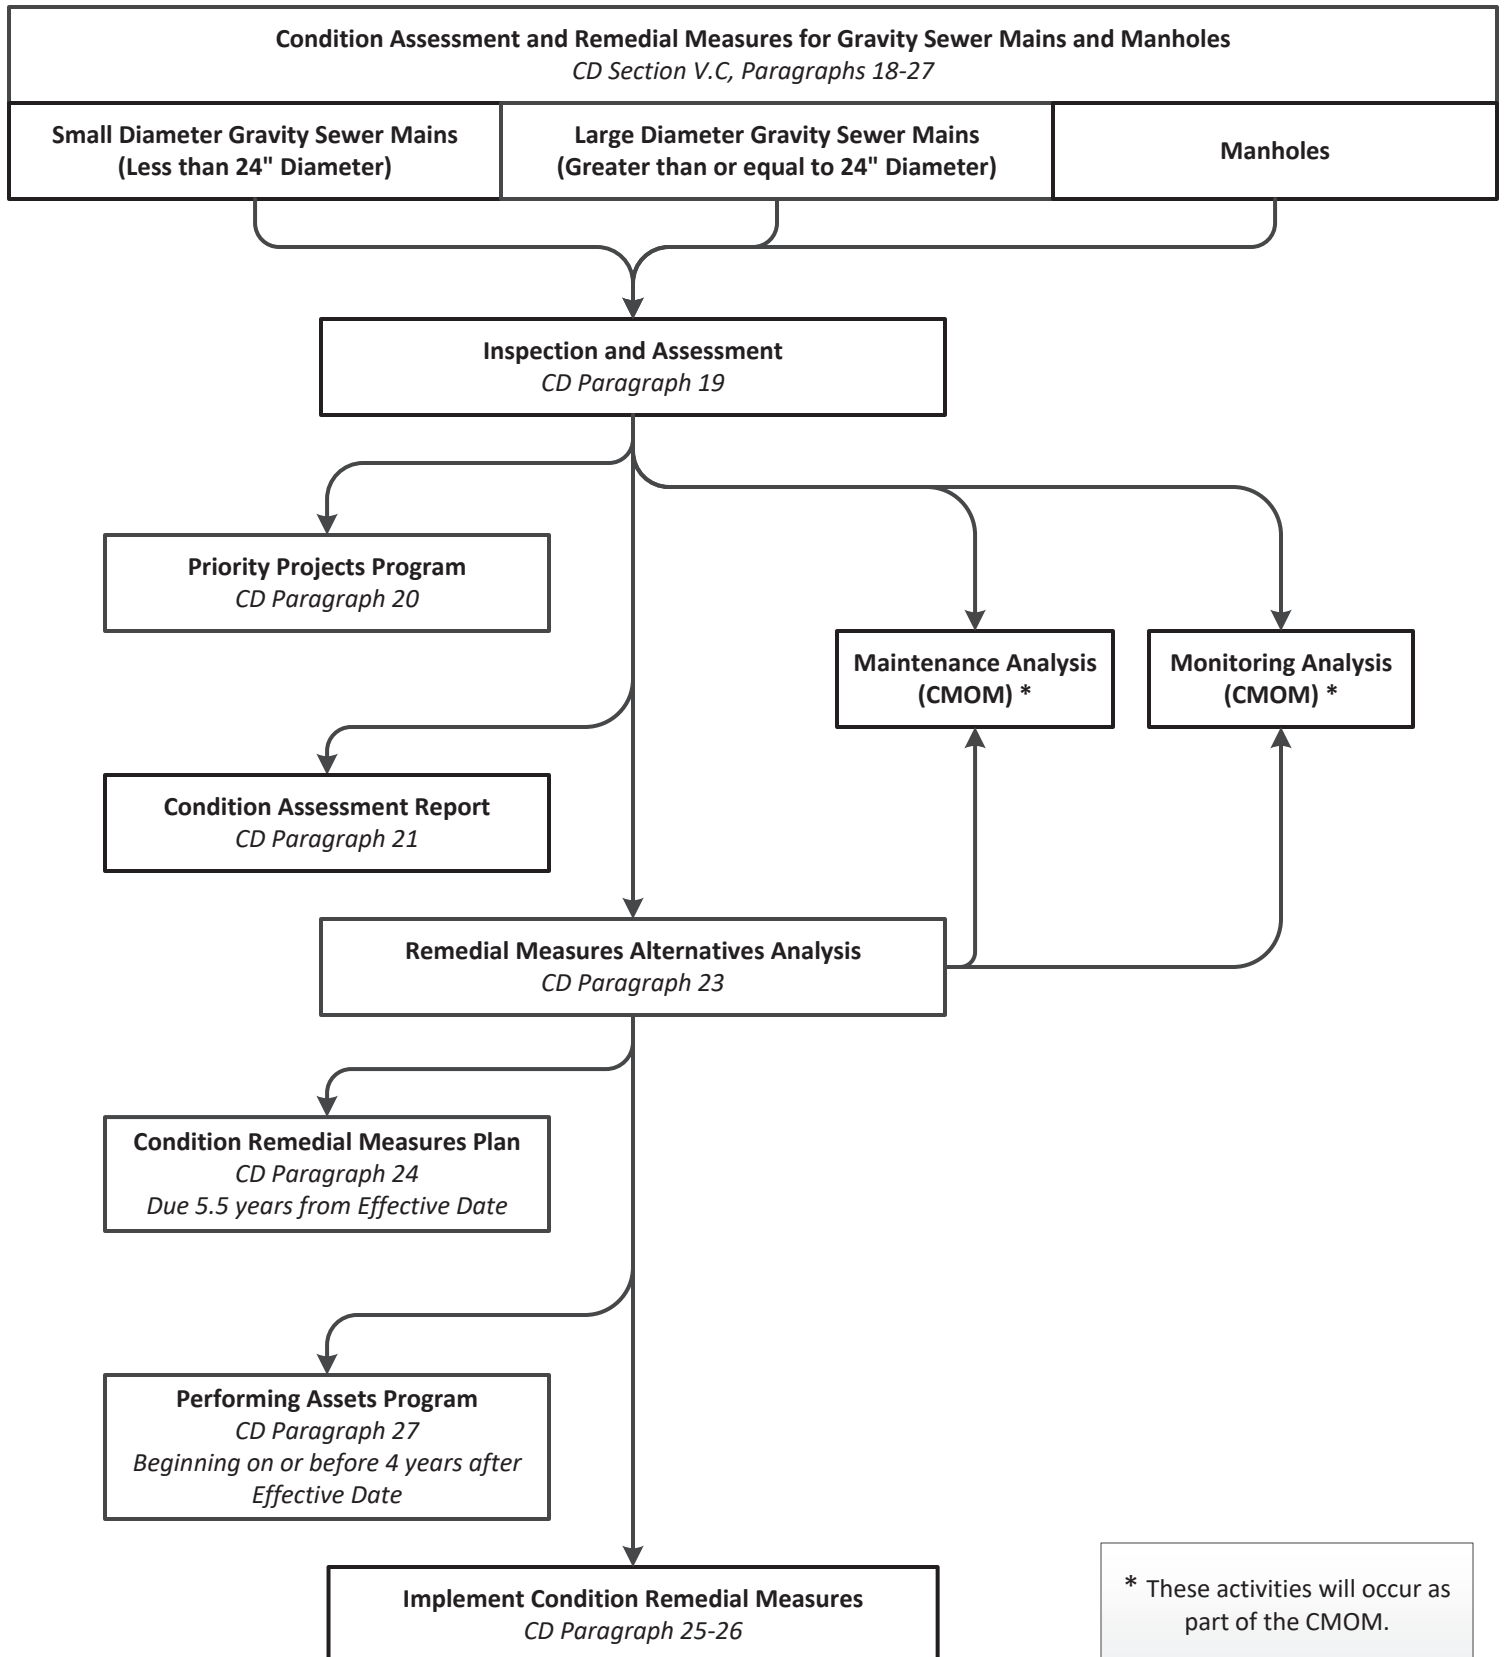 Condition Assessment and Remedial Measures for Gravity Sewer Mains and Manholes
CD Section V.C, Paragraphs 18-27
Small Diameter Gravity Sewer Mains
(Less than 24" Diameter)
Large Diameter Gravity Sewer Mains
(Greater than or equal to 24" Diameter)
Manholes
Inspection and Assessment
CD Paragraph 19
Priority Projects Program
CD Paragraph 20
Maintenance Analysis
(CMOM) *
Monitoring Analysis
(CMOM) *
Condition Assessment Report
CD Paragraph 21
Remedial Measures Alternatives Analysis
CD Paragraph 23
Condition Remedial Measures Plan
CD Paragraph 24
Due 5.5 years from Effective Date
Performing Assets Program
CD Paragraph 27
Beginning on or before 4 years after
Effective Date
Implement Condition Remedial Measures
CD Paragraph 25-26
* These activities will occur as
part of the CMOM.